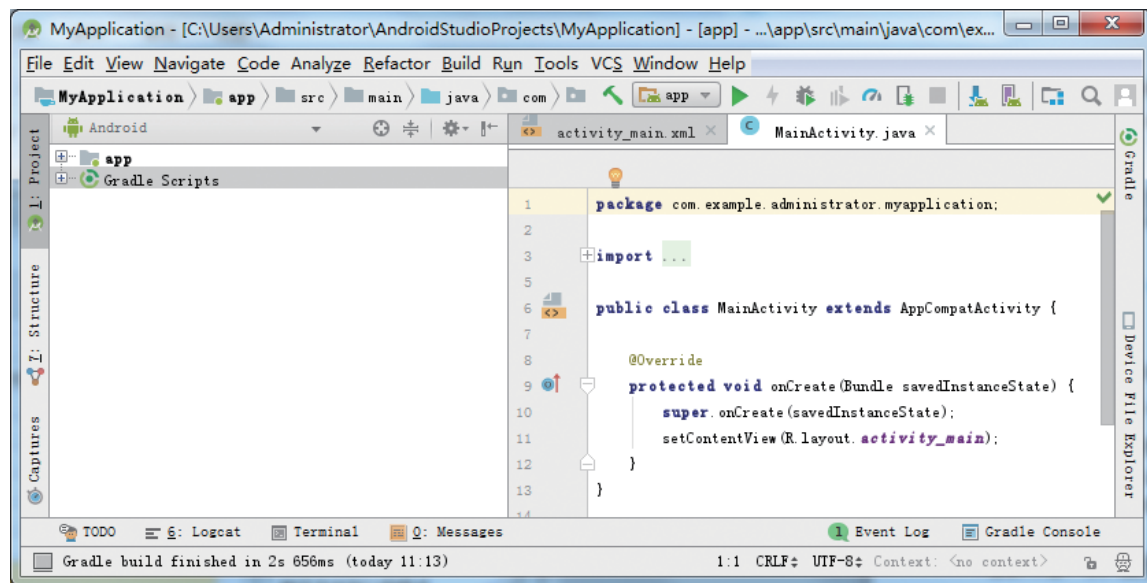 MyApplication - [C:\Users\Administrator\AndroidStudioProjects\MyApplication] - [app] - ...\app\src\main\java\com\ex...
File Edit View Navigate Code Analyze Refactor Build Run Tools VCS Window Help
MyApplication app src main java com app
1: Project
7: Structure
Captures
Android
app
Gradle Scripts
activity_main.xml MainActivity.java
1 package com.example.administrator.myapplication;
2
3 import ...
5
6 public class MainActivity extends AppCompatActivity {
7
8 @Override
9 protected void onCreate(Bundle savedInstanceState) {
10 super.onCreate(savedInstanceState);
11 setContentView(R.layout.activity_main);
12 }
13 }
14
Gradle
Device File Explorer
TODO 6: Logcat Terminal 0: Messages 1 Event Log Gradle Console
Gradle build finished in 2s 656ms (today 11:13) 1:1 CRLF UTF-8 Context: <no context>